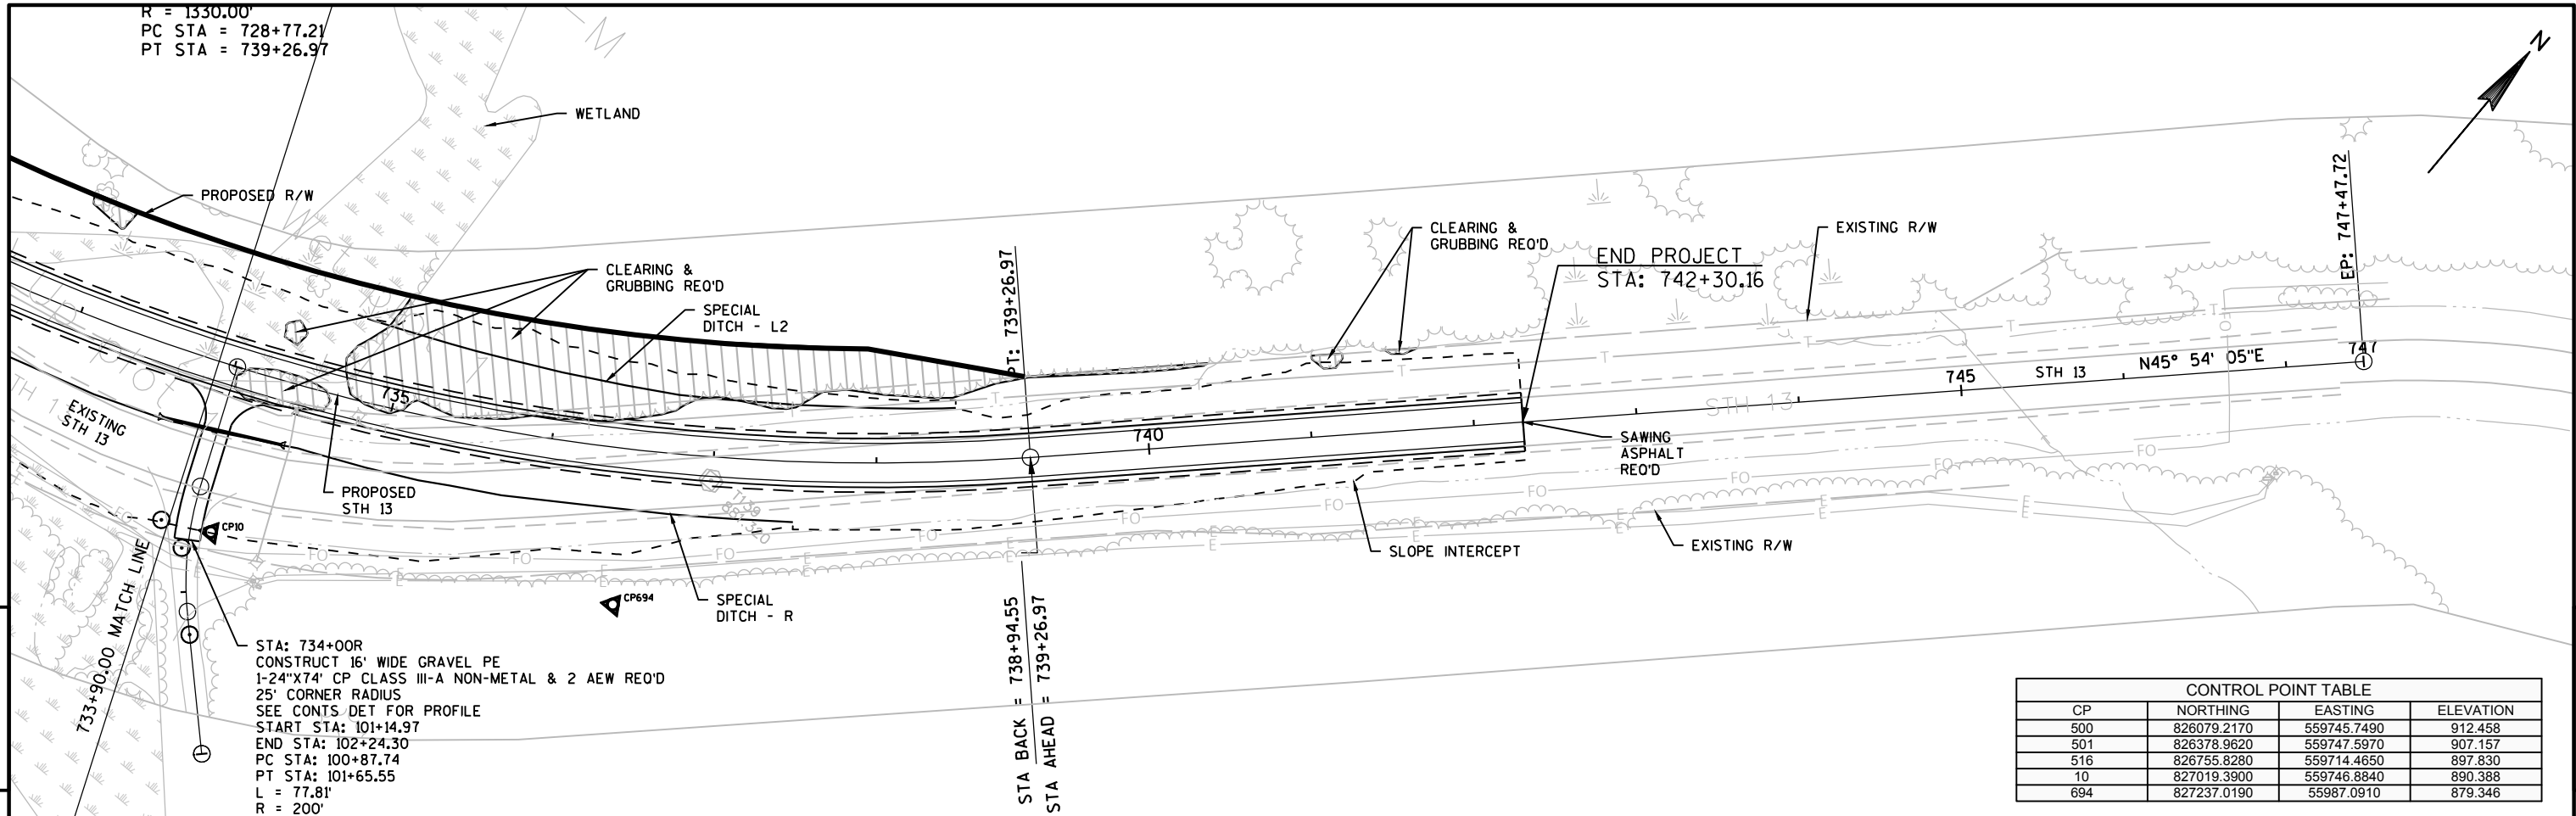 R = 1330.00'
PC STA = 728+77.21
PT STA = 739+26.97
WETLAND
N
PROPOSED R/W
CLEARING &
GRUBBING REQ'D
SPECIAL
DITCH - L2
PT: 739+26.97
CLEARING &
GRUBBING REQ'D
END PROJECT
STA: 742+30.16
EXISTING R/W
EP: 747+47.72
735
740
745
STH 13
N45° 54' 05"E
747
STH 13
EXISTING
STH 13
PROPOSED
STH 13
SAWING
ASPHALT
REQ'D
T T T T T T
FO FO FO FO FO FO FO FO
E E E E E E E E E E
CP10
CP694
SPECIAL
DITCH - R
SLOPE INTERCEPT
EXISTING R/W
733+90.00 MATCH LINE
STA: 734+00R
CONSTRUCT 16' WIDE GRAVEL PE
1-24"X74' CP CLASS III-A NON-METAL & 2 AEW REQ'D
25' CORNER RADIUS
SEE CONTS DET FOR PROFILE
START STA: 101+14.97
END STA: 102+24.30
PC STA: 100+87.74
PT STA: 101+65.55
L = 77.81'
R = 200'
STA BACK = 738+94.55
STA AHEAD = 739+26.97
CONTROL POINT TABLE
CP NORTHING EASTING ELEVATION
500 826079.2170 559745.7490 912.458
501 826378.9620 559747.5970 907.157
516 826755.8280 559714.4650 897.830
10 827019.3900 559746.8840 890.388
694 827237.0190 55987.0910 879.346